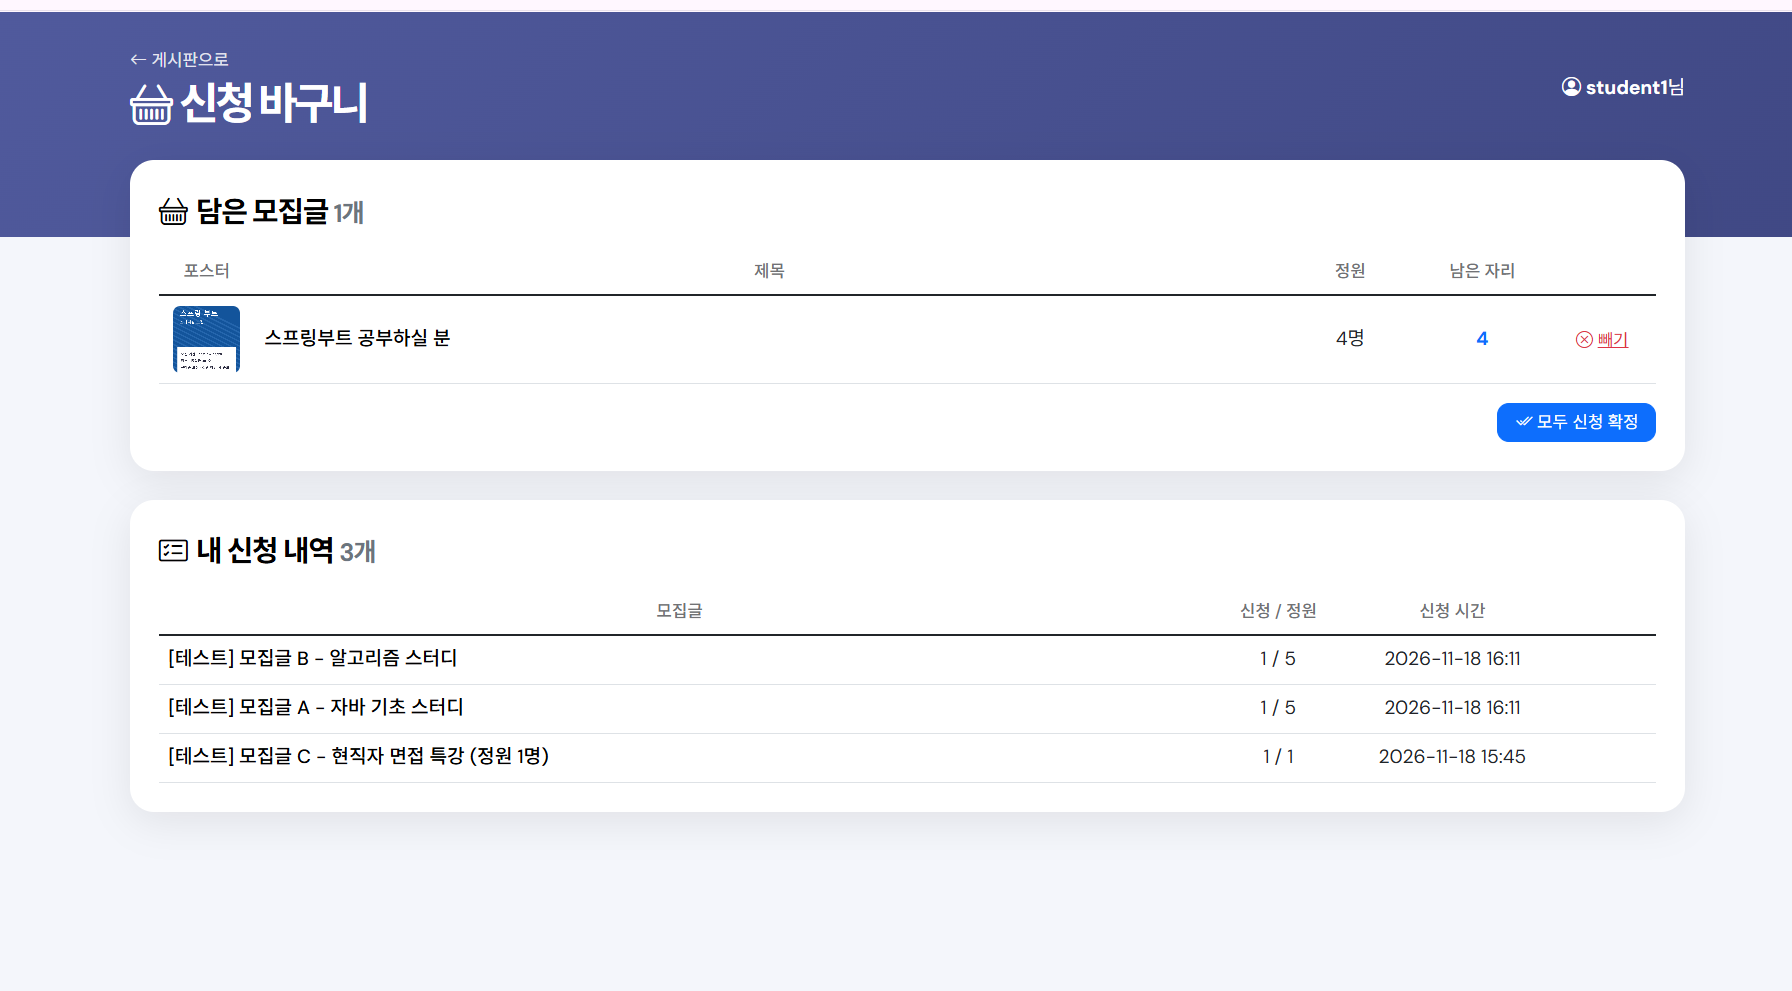 ← 게시판으로
신청 바구니
student1님
담은 모집글 1개
포스터 제목 정원 남은 자리
스프링 부트
스프링부트 공부하실 분 4명 4 빼기
모두 신청 확정
내 신청 내역 3개
모집글 신청 / 정원 신청 시간
[테스트] 모집글 B - 알고리즘 스터디 1 / 5 2026-11-18 16:11
[테스트] 모집글 A - 자바 기초 스터디 1 / 5 2026-11-18 16:11
[테스트] 모집글 C - 현직자 면접 특강 (정원 1명) 1 / 1 2026-11-18 15:45